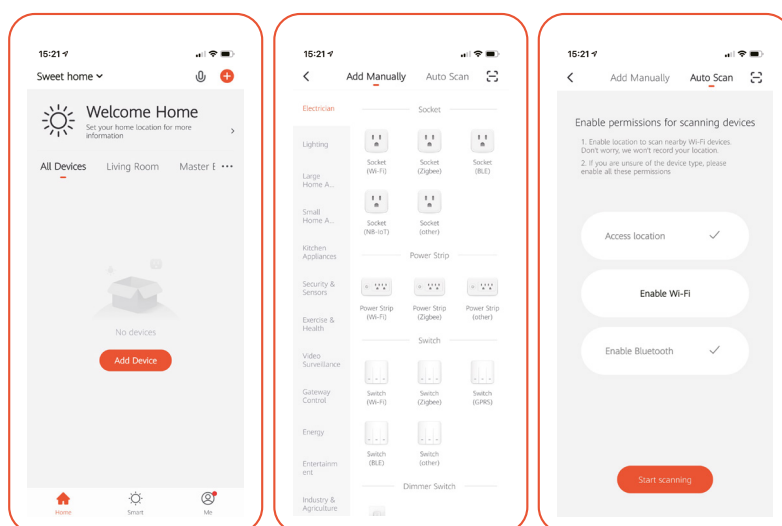 15:21
Sweet home
Welcome Home
Set your home location for more
information
All Devices Living Room Master E
No devices
Add Device
Home Smart Me
15:21
Add Manually Auto Scan
Electrician
Lighting
Large
Home A...
Small
Home A...
Kitchen
Appliances
Security &
Sensors
Exercise &
Health
Video
Surveillance
Gateway
Control
Energy
Entertainm
ent
Industry &
Agriculture
Socket
Socket
(Wi-Fi)
Socket
(Zigbee)
Socket
(BLE)
Socket
(NB-IoT)
Socket
(other)
Power Strip
Power Strip
(Wi-Fi)
Power Strip
(Zigbee)
Power Strip
(other)
Switch
Switch
(Wi-Fi)
Switch
(Zigbee)
Switch
(GPRS)
Switch
(BLE)
Switch
(other)
Dimmer Switch
15:21
Add Manually Auto Scan
Enable permissions for scanning devices
1. Enable location to scan nearby Wi-Fi devices.
Don't worry, we won't record your location.
2. If you are unsure of the device type, please
enable all these permissions
Access location
Enable Wi-Fi
Enable Bluetooth
Start scanning